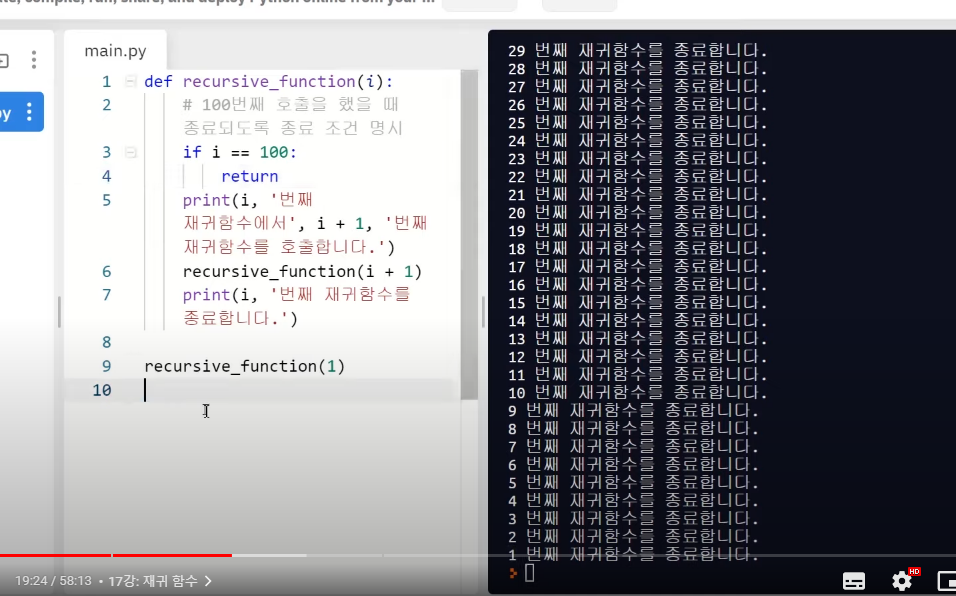 main.py
py
1 def recursive_function(i):
2 # 100번째 호출을 했을 때
종료되도록 종료 조건 명시
3 if i == 100:
4 return
5 print(i, '번째
재귀함수에서', i + 1, '번째
재귀함수를 호출합니다.')
6 recursive_function(i + 1)
7 print(i, '번째 재귀함수를
종료합니다.')
8
9 recursive_function(1)
10
29 번째 재귀함수를 종료합니다.
28 번째 재귀함수를 종료합니다.
27 번째 재귀함수를 종료합니다.
26 번째 재귀함수를 종료합니다.
25 번째 재귀함수를 종료합니다.
24 번째 재귀함수를 종료합니다.
23 번째 재귀함수를 종료합니다.
22 번째 재귀함수를 종료합니다.
21 번째 재귀함수를 종료합니다.
20 번째 재귀함수를 종료합니다.
19 번째 재귀함수를 종료합니다.
18 번째 재귀함수를 종료합니다.
17 번째 재귀함수를 종료합니다.
16 번째 재귀함수를 종료합니다.
15 번째 재귀함수를 종료합니다.
14 번째 재귀함수를 종료합니다.
13 번째 재귀함수를 종료합니다.
12 번째 재귀함수를 종료합니다.
11 번째 재귀함수를 종료합니다.
10 번째 재귀함수를 종료합니다.
9 번째 재귀함수를 종료합니다.
8 번째 재귀함수를 종료합니다.
7 번째 재귀함수를 종료합니다.
6 번째 재귀함수를 종료합니다.
5 번째 재귀함수를 종료합니다.
4 번째 재귀함수를 종료합니다.
3 번째 재귀함수를 종료합니다.
2 번째 재귀함수를 종료합니다.
1 번째 재귀함수를 종료합니다.
19:24 / 58:13 • 17강: 재귀 함수
HD